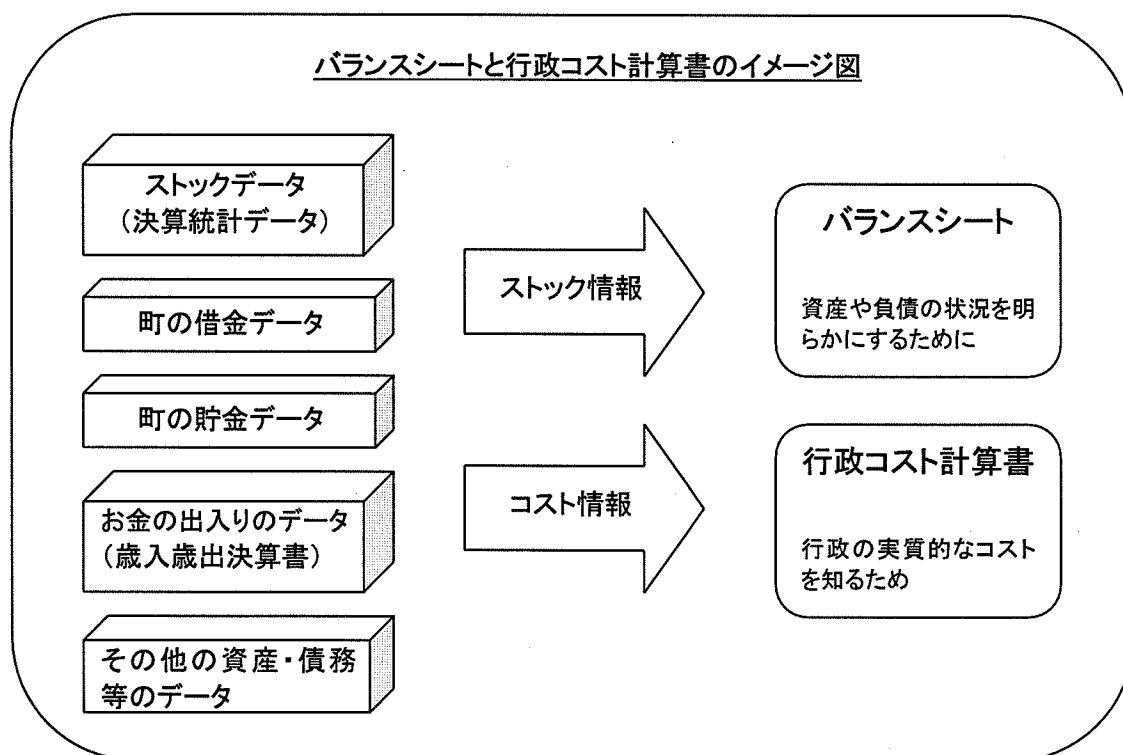 バランスシートと行政コスト計算書のイメージ図
ストックデータ
（決算統計データ）
町の借金データ
町の貯金データ
お金の出入りのデータ
（歳入歳出決算書）
その他の資産・債務
等のデータ
ストック情報
コスト情報
バランスシート
資産や負債の状況を明
らかにするために
行政コスト計算書
行政の実質的なコスト
を知るため